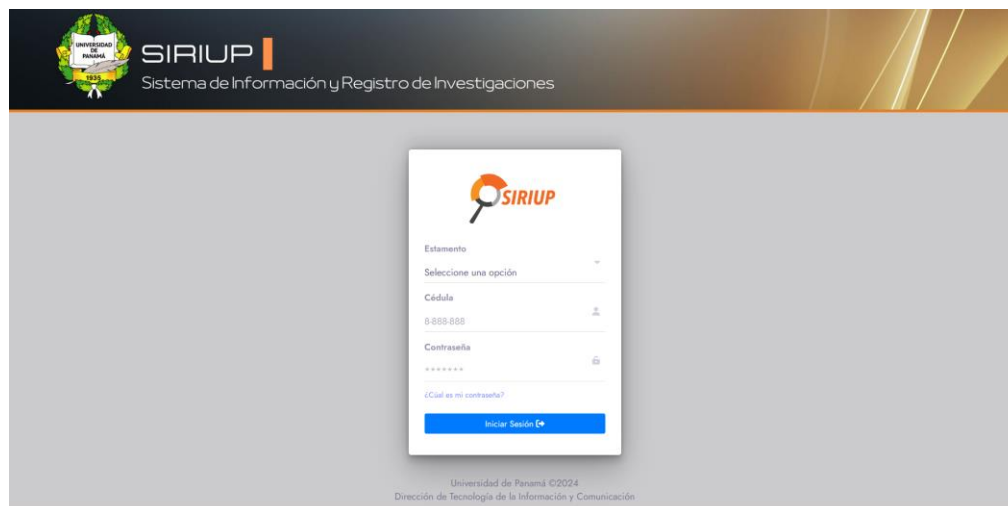 UNIVERSIDAD
DE
PANAMÁ
1935
SIRIUP
Sistema de Información y Registro de Investigaciones
SIRIUP
Estamento
Seleccione una opción
Cédula
8-888-888
Contraseña
*******
¿Cúal es mi contraseña?
Iniciar Sesión
Universidad de Panamá ©2024
Dirección de Tecnología de la Información y Comunicación